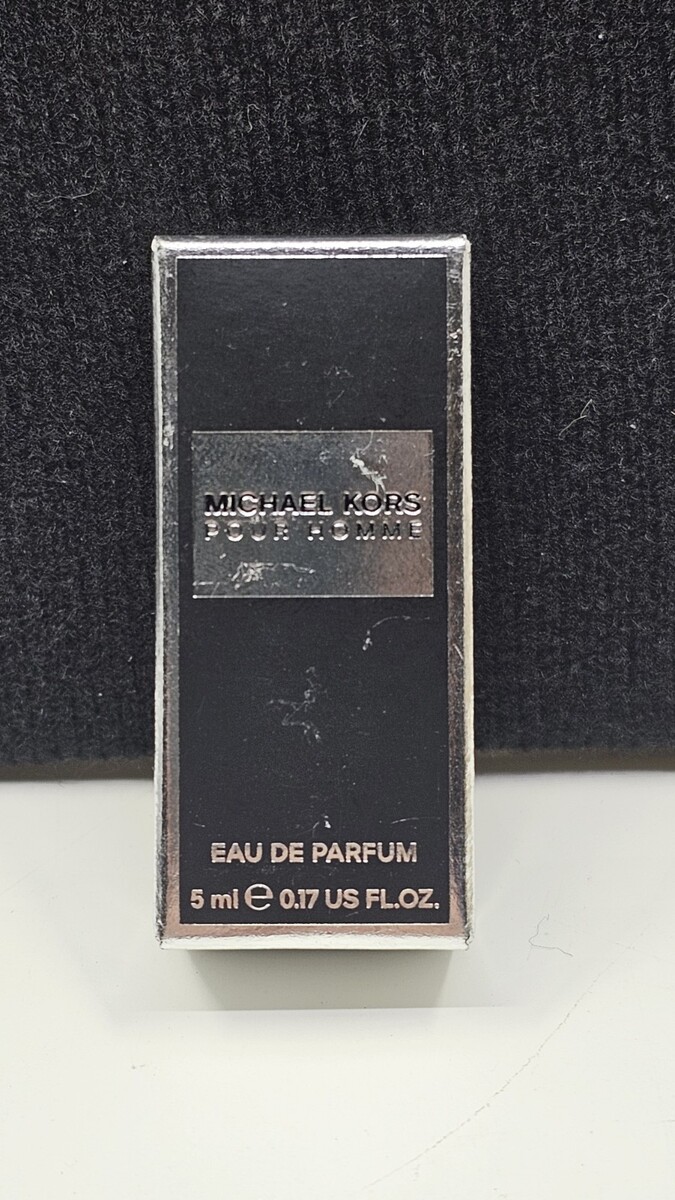 MICHAEL KORS
POUR HOMME
EAU DE PARFUM
5 ml ℮ 0.17 US FL.OZ.